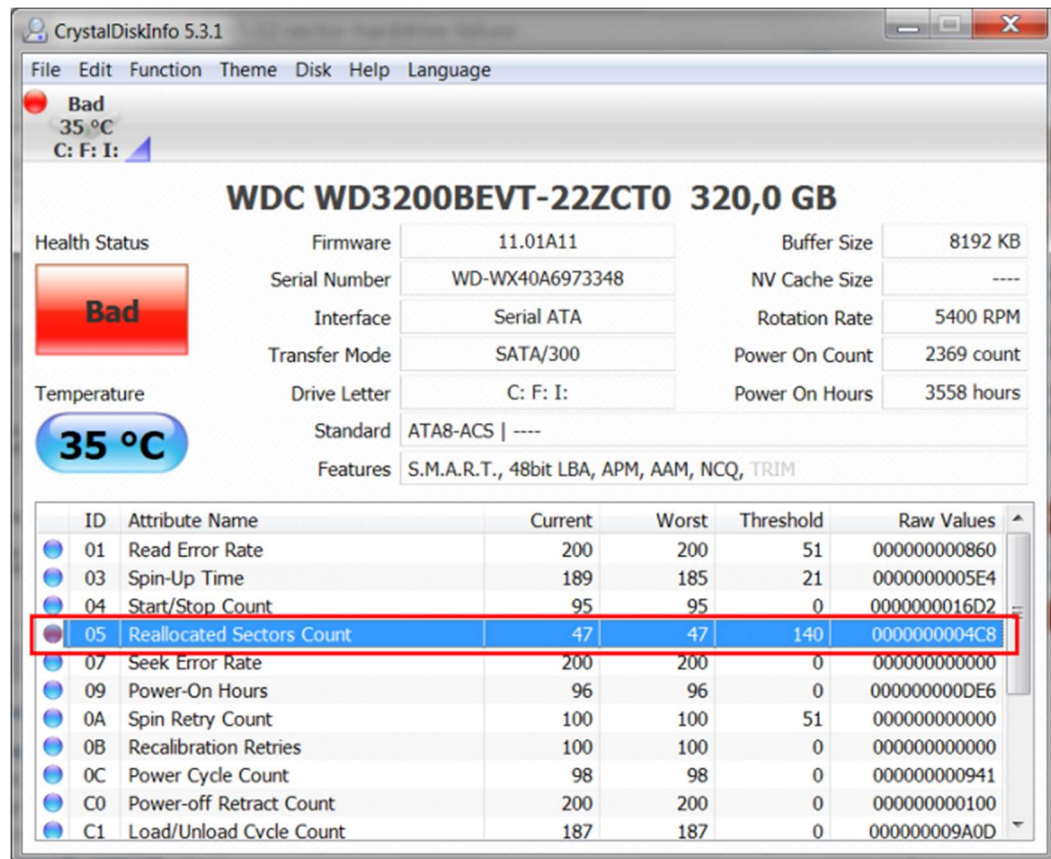 CrystalDiskInfo 5.3.1
File Edit Function Theme Disk Help Language
Bad
35 °C
C: F: I:
WDC WD3200BEVT-22ZCT0 320,0 GB
Health Status Firmware 11.01A11 Buffer Size 8192 KB
Serial Number WD-WX40A6973348 NV Cache Size ----
Bad Interface Serial ATA Rotation Rate 5400 RPM
Transfer Mode SATA/300 Power On Count 2369 count
Temperature Drive Letter C: F: I: Power On Hours 3558 hours
35 °C Standard ATA8-ACS | ----
Features S.M.A.R.T., 48bit LBA, APM, AAM, NCQ, TRIM
ID Attribute Name Current Worst Threshold Raw Values
01 Read Error Rate 200 200 51 000000000860
03 Spin-Up Time 189 185 21 0000000005E4
04 Start/Stop Count 95 95 0 0000000016D2
05 Reallocated Sectors Count 47 47 140 0000000004C8
07 Seek Error Rate 200 200 0 000000000000
09 Power-On Hours 96 96 0 000000000DE6
0A Spin Retry Count 100 100 51 000000000000
0B Recalibration Retries 100 100 0 000000000000
0C Power Cycle Count 98 98 0 000000000941
C0 Power-off Retract Count 200 200 0 000000000100
C1 Load/Unload Cycle Count 187 187 0 000000009A0D